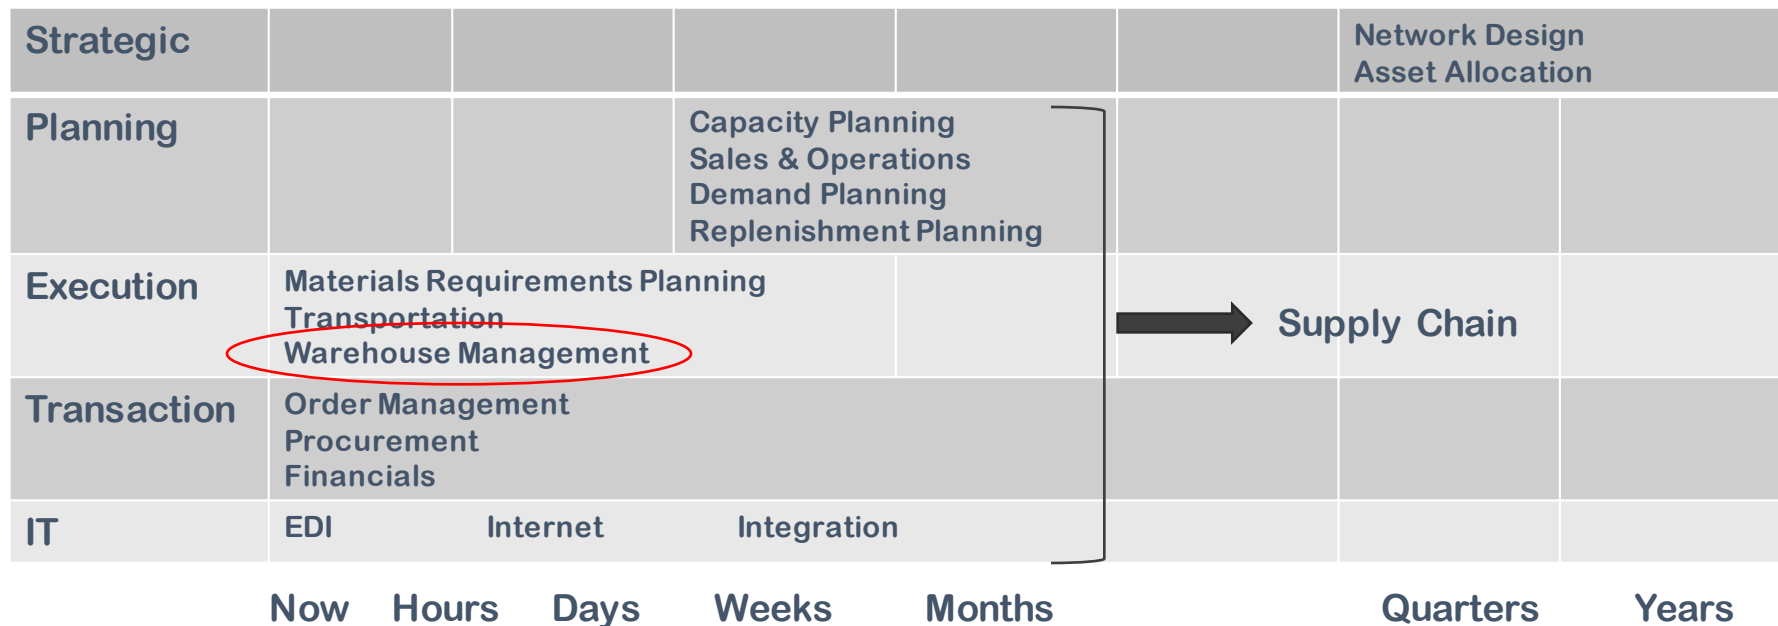 Strategic
Network Design
Asset Allocation
Planning
Capacity Planning
Sales & Operations
Demand Planning
Replenishment Planning
Execution
Materials Requirements Planning
Transportation
Warehouse Management
Supply Chain
Transaction
Order Management
Procurement
Financials
IT
EDI Internet Integration
Now Hours Days Weeks Months Quarters Years